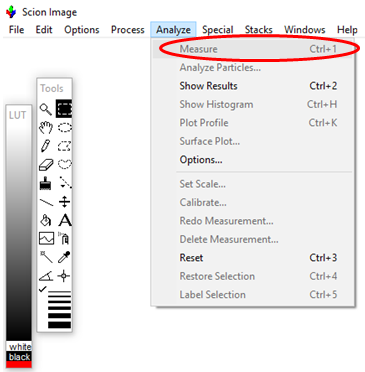 Scion Image
File Edit Options Process Analyze Special Stacks Windows Help
Measure Ctrl+1
Analyze Particles...
Show Results Ctrl+2
Show Histogram Ctrl+H
Plot Profile Ctrl+K
Surface Plot...
Options...
Set Scale...
Calibrate...
Redo Measurement...
Delete Measurement...
Reset Ctrl+3
Restore Selection Ctrl+4
Label Selection Ctrl+5
Tools
A
LUT
white
black